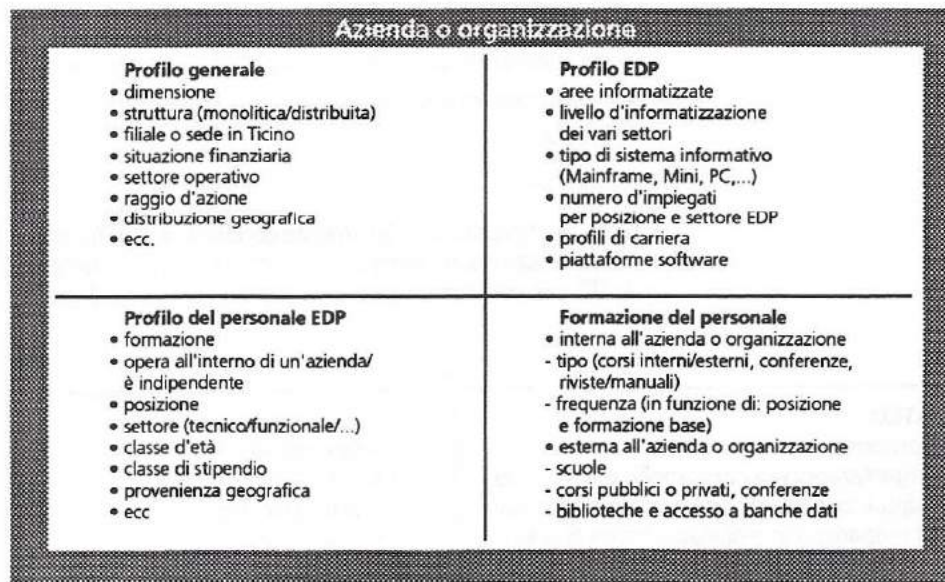 Azienda o organizzazione
Profilo generale
• dimensione
• struttura (monolitica/distribuita)
• filiale o sede in Ticino
• situazione finanziaria
• settore operativo
• raggio d'azione
• distribuzione geografica
• ecc.
Profilo EDP
• aree informatizzate
• livello d'informatizzazione
dei vari settori
• tipo di sistema informativo
(Mainframe, Mini, PC,...)
• numero d'impiegati
per posizione e settore EDP
• profili di carriera
• piattaforme software
Profilo del personale EDP
• formazione
• opera all'interno di un'azienda/
è indipendente
• posizione
• settore (tecnico/funzionale/...)
• classe d'età
• classe di stipendio
• provenienza geografica
• ecc
Formazione del personale
• interna all'azienda o organizzazione
- tipo (corsi interni/esterni, conferenze,
riviste/manuali)
- frequenza (in funzione di: posizione
e formazione base)
• esterna all'azienda o organizzazione
- scuole
- corsi pubblici o privati, conferenze
- biblioteche e accesso a banche dati